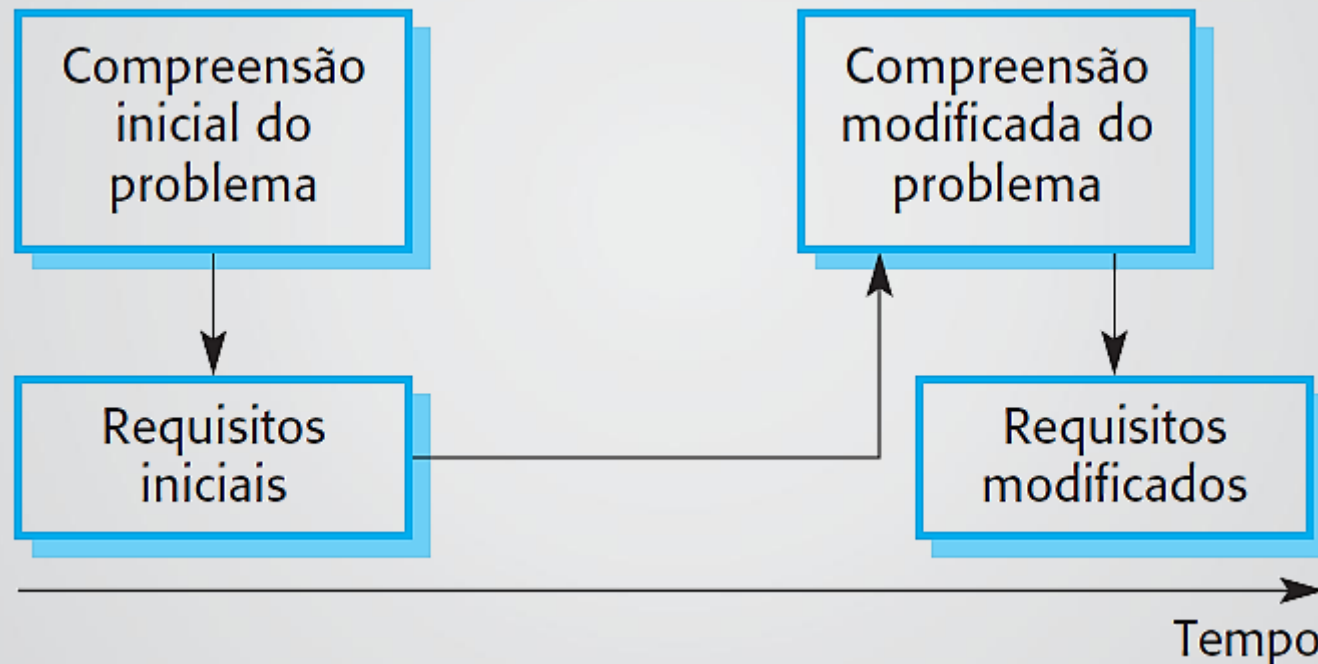 Compreensão
inicial do
problema
Compreensão
modificada do
problema
Requisitos
iniciais
Requisitos
modificados
Tempo